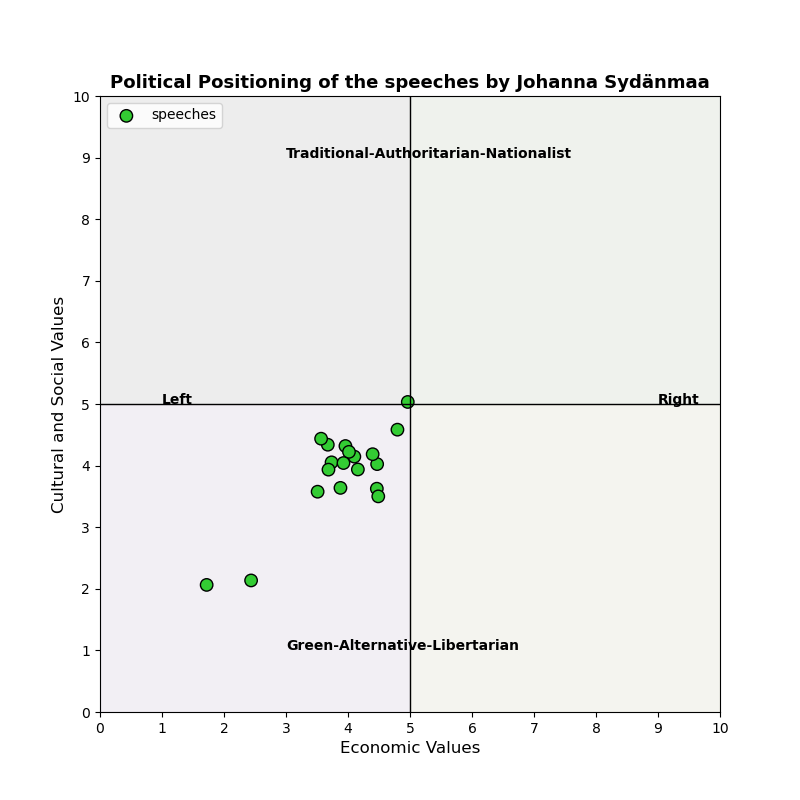 Political Positioning of the speeches by Johanna Sydänmaa
10
speeches
9
Traditional-Authoritarian-Nationalist
8
7
6
Cultural and Social Values
5
Left
Right
4
3
2
1
Green-Alternative-Libertarian
0
0 1 2 3 4 5 6 7 8 9 10
Economic Values